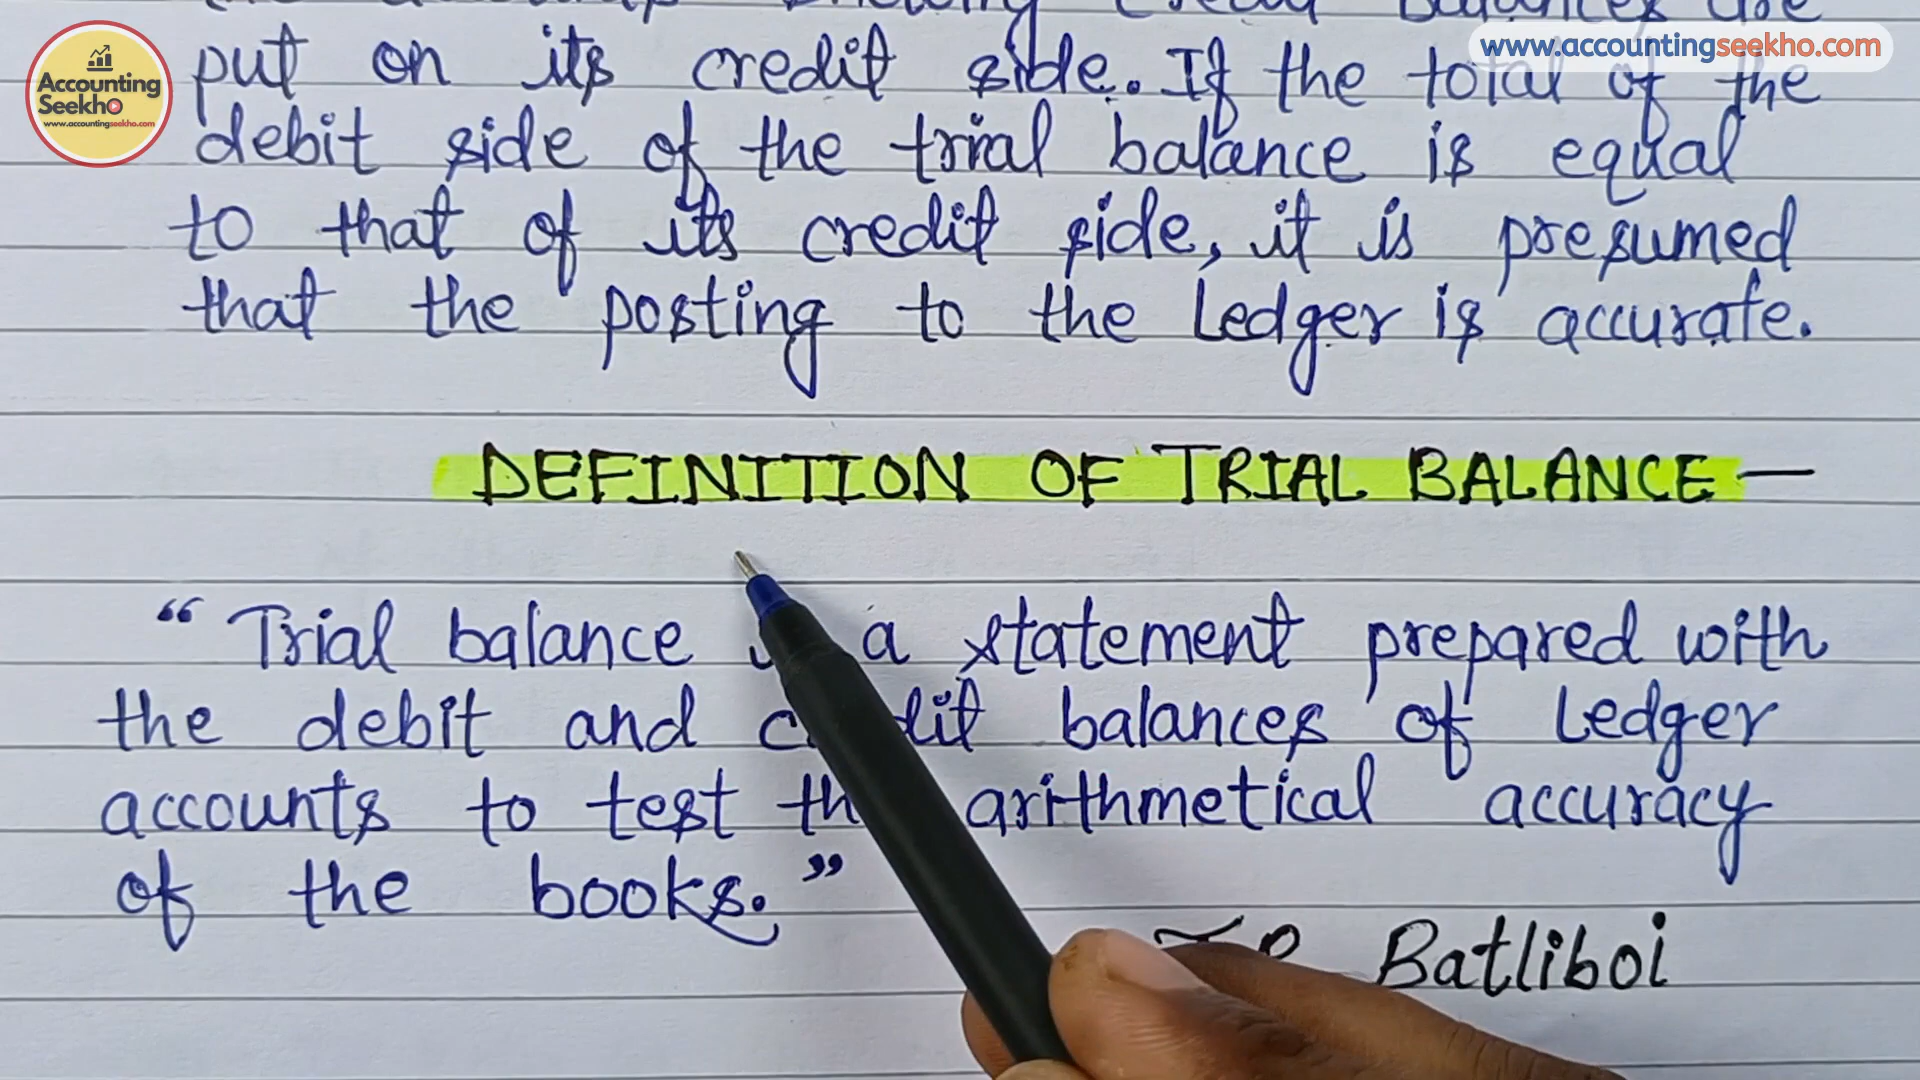 put on its credit side. If the total of the
debit side of the trial balance is equal
to that of its credit side, it is presumed
that the posting to the Ledger is accurate.
DEFINITION OF TRIAL BALANCE —
“Trial balance a statement prepared with
the debit and balances of Ledger
accounts to test arithmetical accuracy
of the books.”
Batliboi
Accounting
Seekho
www.accountingseekho.com
www.accountingseekho.com